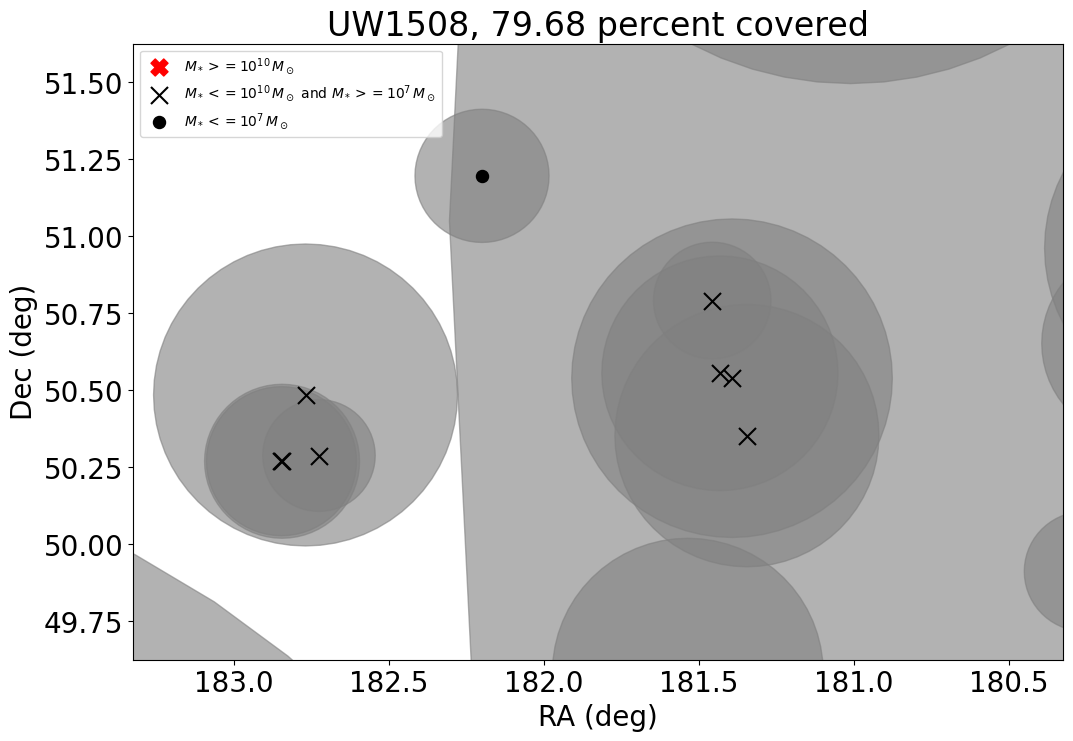 UW1508, 79.68 percent covered
M* >= 10^10 M⊙
M* <= 10^10 M⊙ and M* >= 10^7 M⊙
M* <= 10^7 M⊙
51.50
51.25
51.00
50.75
50.50
50.25
50.00
49.75
Dec (deg)
183.0 182.5 182.0 181.5 181.0 180.5
RA (deg)